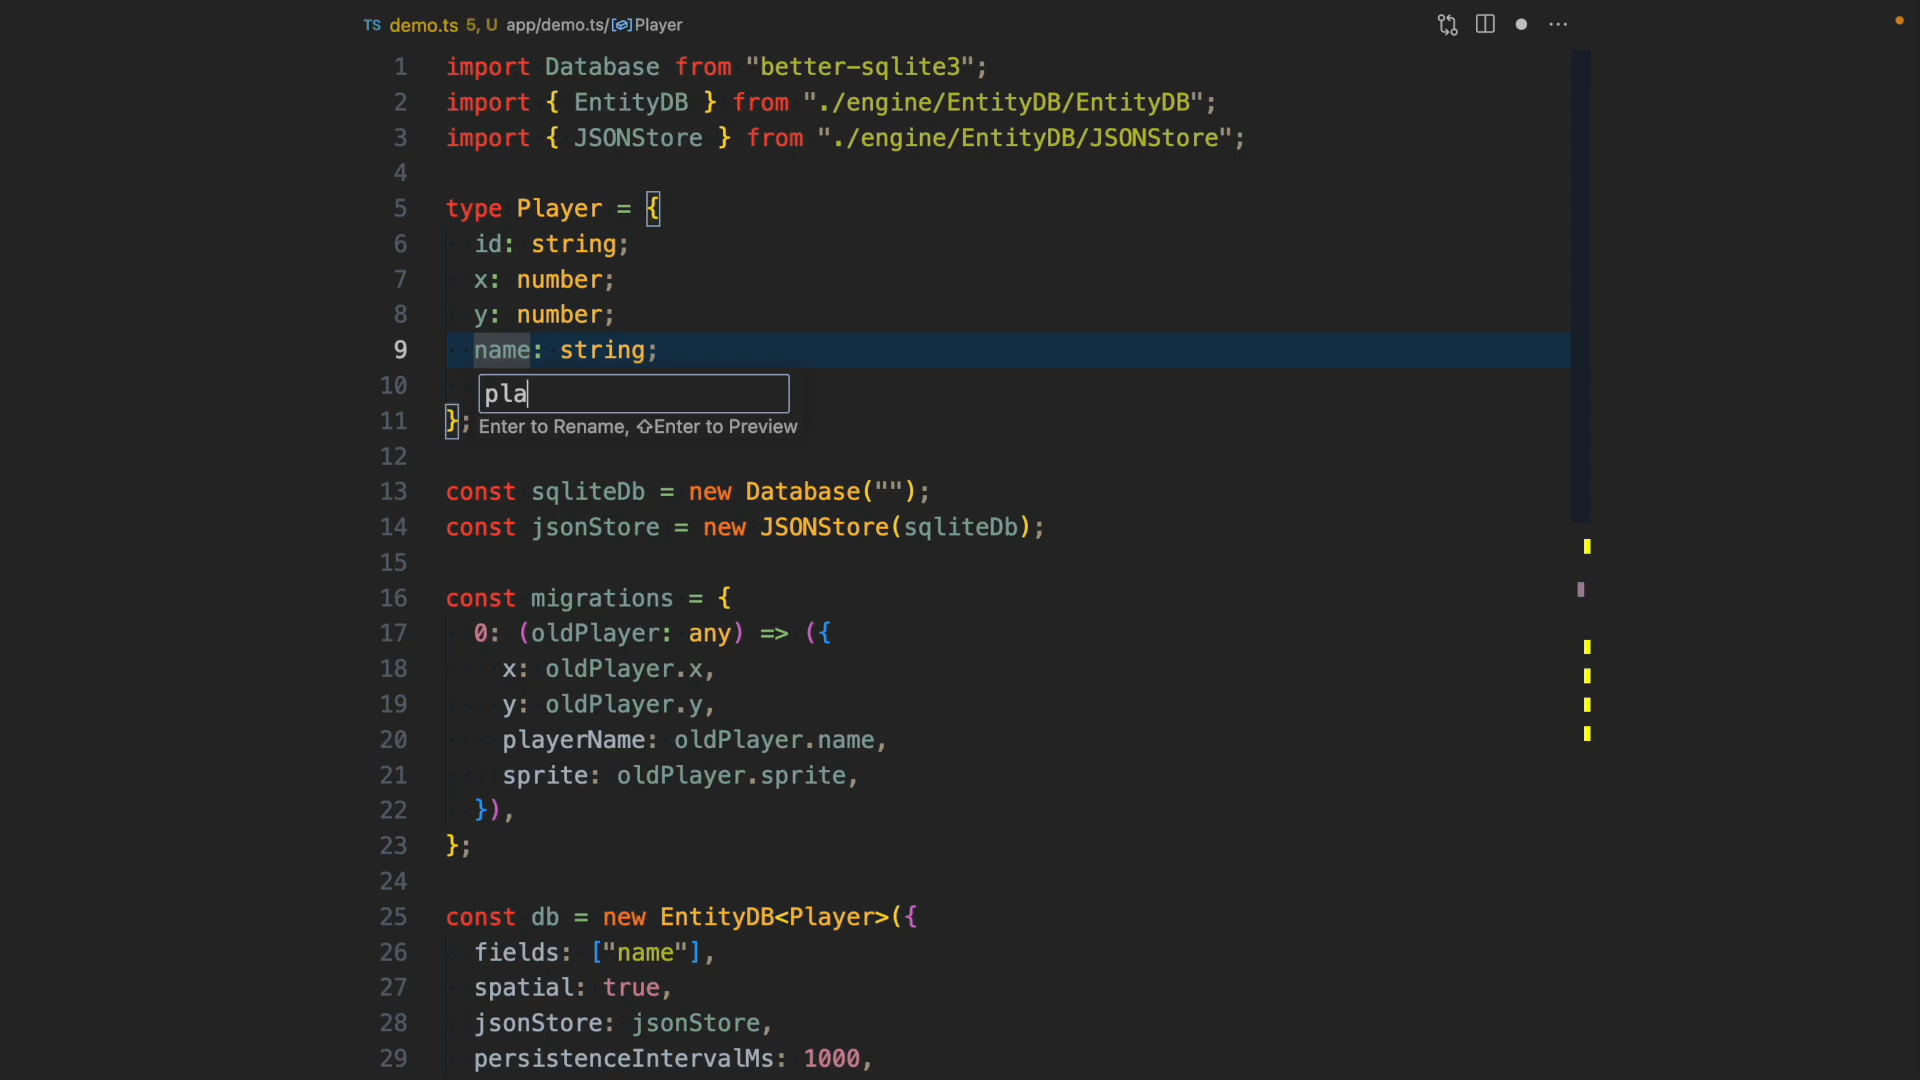 TS demo.ts 5, U app/demo.ts/Player
1 import Database from "better-sqlite3";
2 import { EntityDB } from "./engine/EntityDB/EntityDB";
3 import { JSONStore } from "./engine/EntityDB/JSONStore";
4
5 type Player = {
6 id: string;
7 x: number;
8 y: number;
9 name: string;
10 pla
11 };
Enter to Rename, ⇧Enter to Preview
12
13 const sqliteDb = new Database("");
14 const jsonStore = new JSONStore(sqliteDb);
15
16 const migrations = {
17 0: (oldPlayer: any) => ({
18 x: oldPlayer.x,
19 y: oldPlayer.y,
20 playerName: oldPlayer.name,
21 sprite: oldPlayer.sprite,
22 }),
23 };
24
25 const db = new EntityDB<Player>({
26 fields: ["name"],
27 spatial: true,
28 jsonStore: jsonStore,
29 persistenceIntervalMs: 1000,